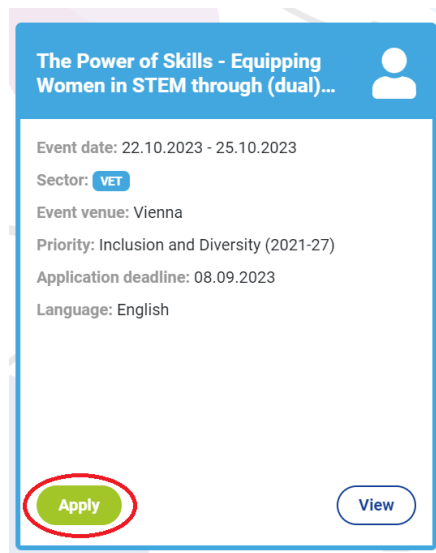 The Power of Skills - Equipping
Women in STEM through (dual)...
Event date: 22.10.2023 - 25.10.2023
Sector: VET
Event venue: Vienna
Priority: Inclusion and Diversity (2021-27)
Application deadline: 08.09.2023
Language: English
Apply View